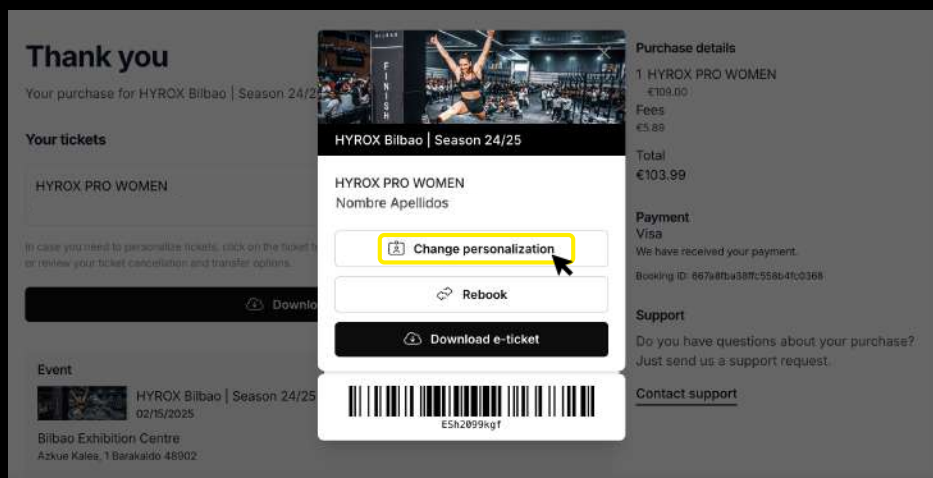 Thank you
Your purchase for HYROX Bilbao | Season 24/2
Your tickets
HYROX PRO WOMEN
In case you need to personalize tickets, click on the ticket
or review your ticket cancellation and transfer options.
Downlo
Event
HYROX Bilbao | Season 24/25
02/15/2025
Bilbao Exhibition Centre
Azkue Kalea, 1 Barakaldo 48902
FINISH
HYROX Bilbao | Season 24/25
HYROX PRO WOMEN
Nombre Apellidos
Change personalization
Rebook
Download e-ticket
ESh2099kgf
Purchase details
1 HYROX PRO WOMEN
€109.00
Fees
€5.89
Total
€103.99
Payment
Visa
We have received your payment.
Booking ID:
Support
Do you have questions about your purchase?
Just send us a support request.
Contact support